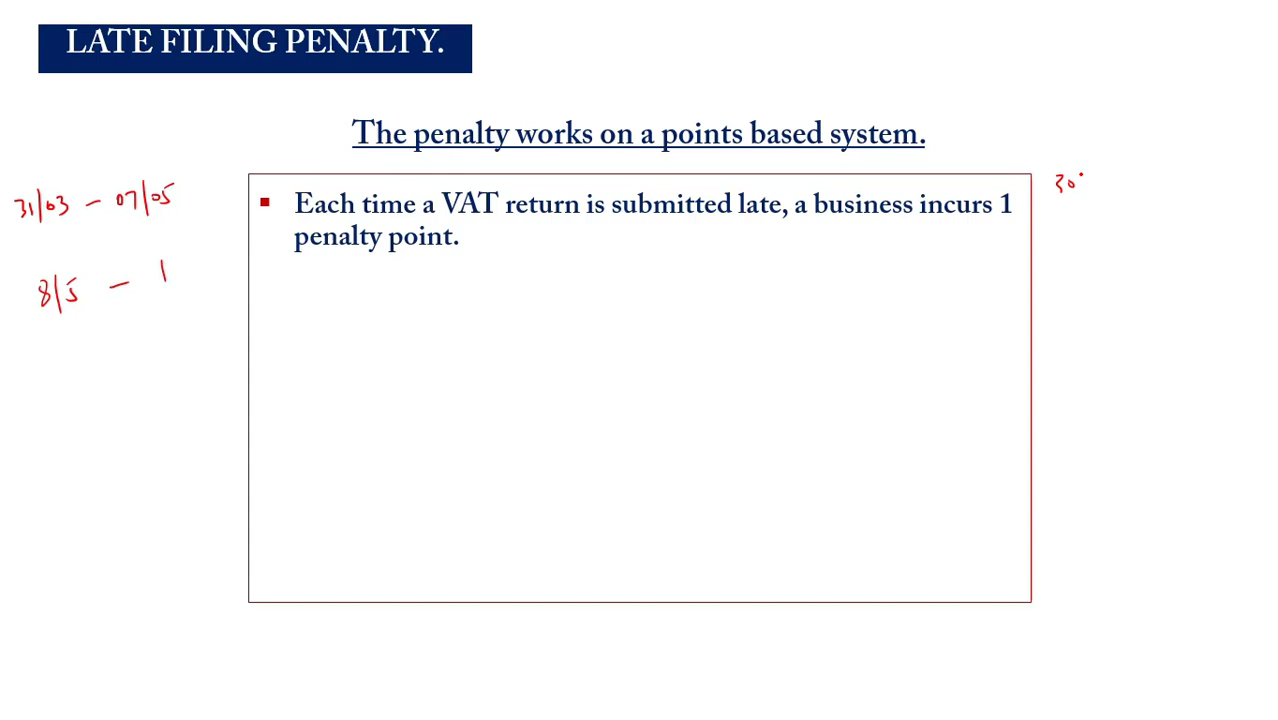 LATE FILING PENALTY.
The penalty works on a points based system.
31/03 – 07/05
30
▪ Each time a VAT return is submitted late, a business incurs 1
penalty point.
8/5 – 1